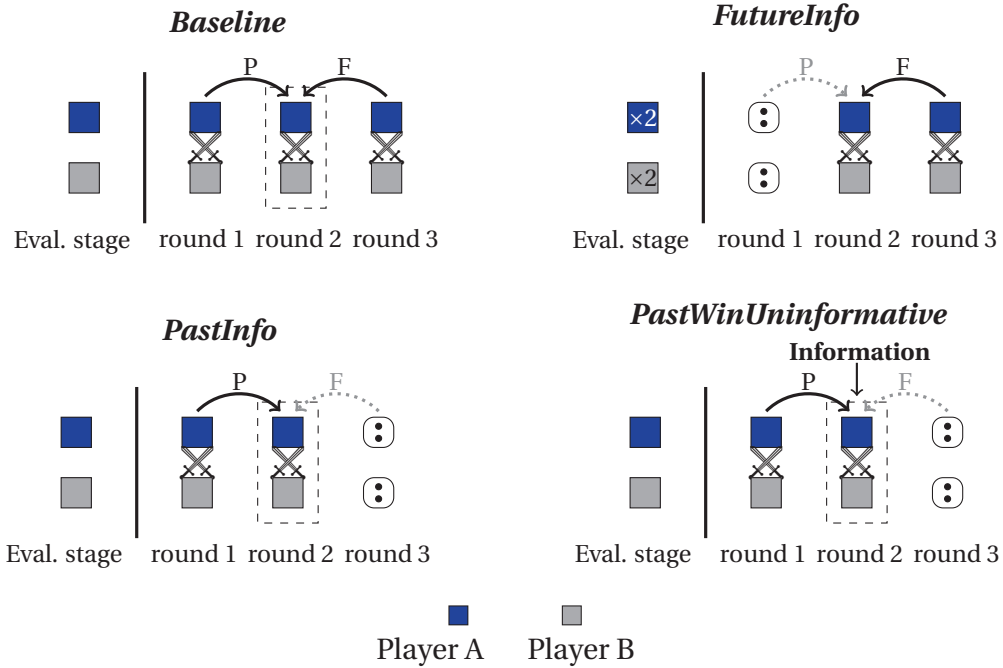 Baseline
P F
Eval. stage round 1 round 2 round 3
FutureInfo
P F
×2
×2
Eval. stage round 1 round 2 round 3
PastInfo
P F
Eval. stage round 1 round 2 round 3
PastWinUninformative
Information
P F
Eval. stage round 1 round 2 round 3
Player A Player B